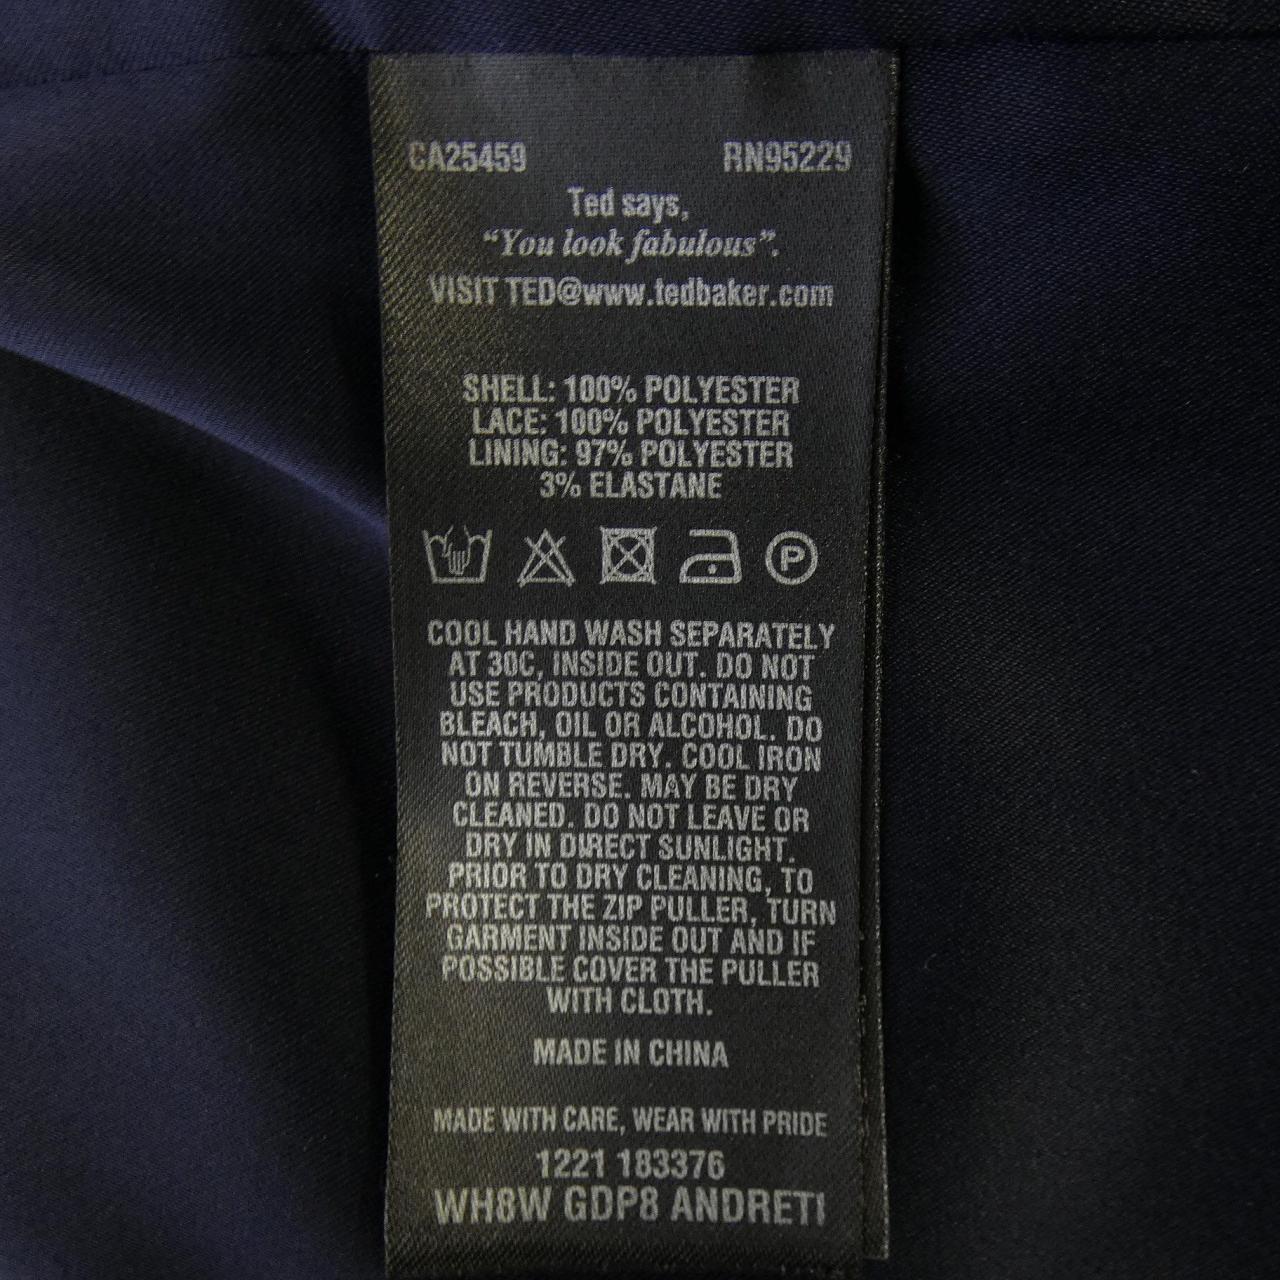 CA25459 RN95229
Ted says,
“You look fabulous”.
VISIT TED@www.tedbaker.com
SHELL: 100% POLYESTER
LACE: 100% POLYESTER
LINING: 97% POLYESTER
3% ELASTANE
P
COOL HAND WASH SEPARATELY
AT 30C, INSIDE OUT. DO NOT
USE PRODUCTS CONTAINING
BLEACH, OIL OR ALCOHOL. DO
NOT TUMBLE DRY. COOL IRON
ON REVERSE. MAY BE DRY
CLEANED. DO NOT LEAVE OR
DRY IN DIRECT SUNLIGHT.
PRIOR TO DRY CLEANING, TO
PROTECT THE ZIP PULLER, TURN
GARMENT INSIDE OUT AND IF
POSSIBLE COVER THE PULLER
WITH CLOTH.
MADE IN CHINA
MADE WITH CARE, WEAR WITH PRIDE
1221 183376
WH8W GDP8 ANDRETI